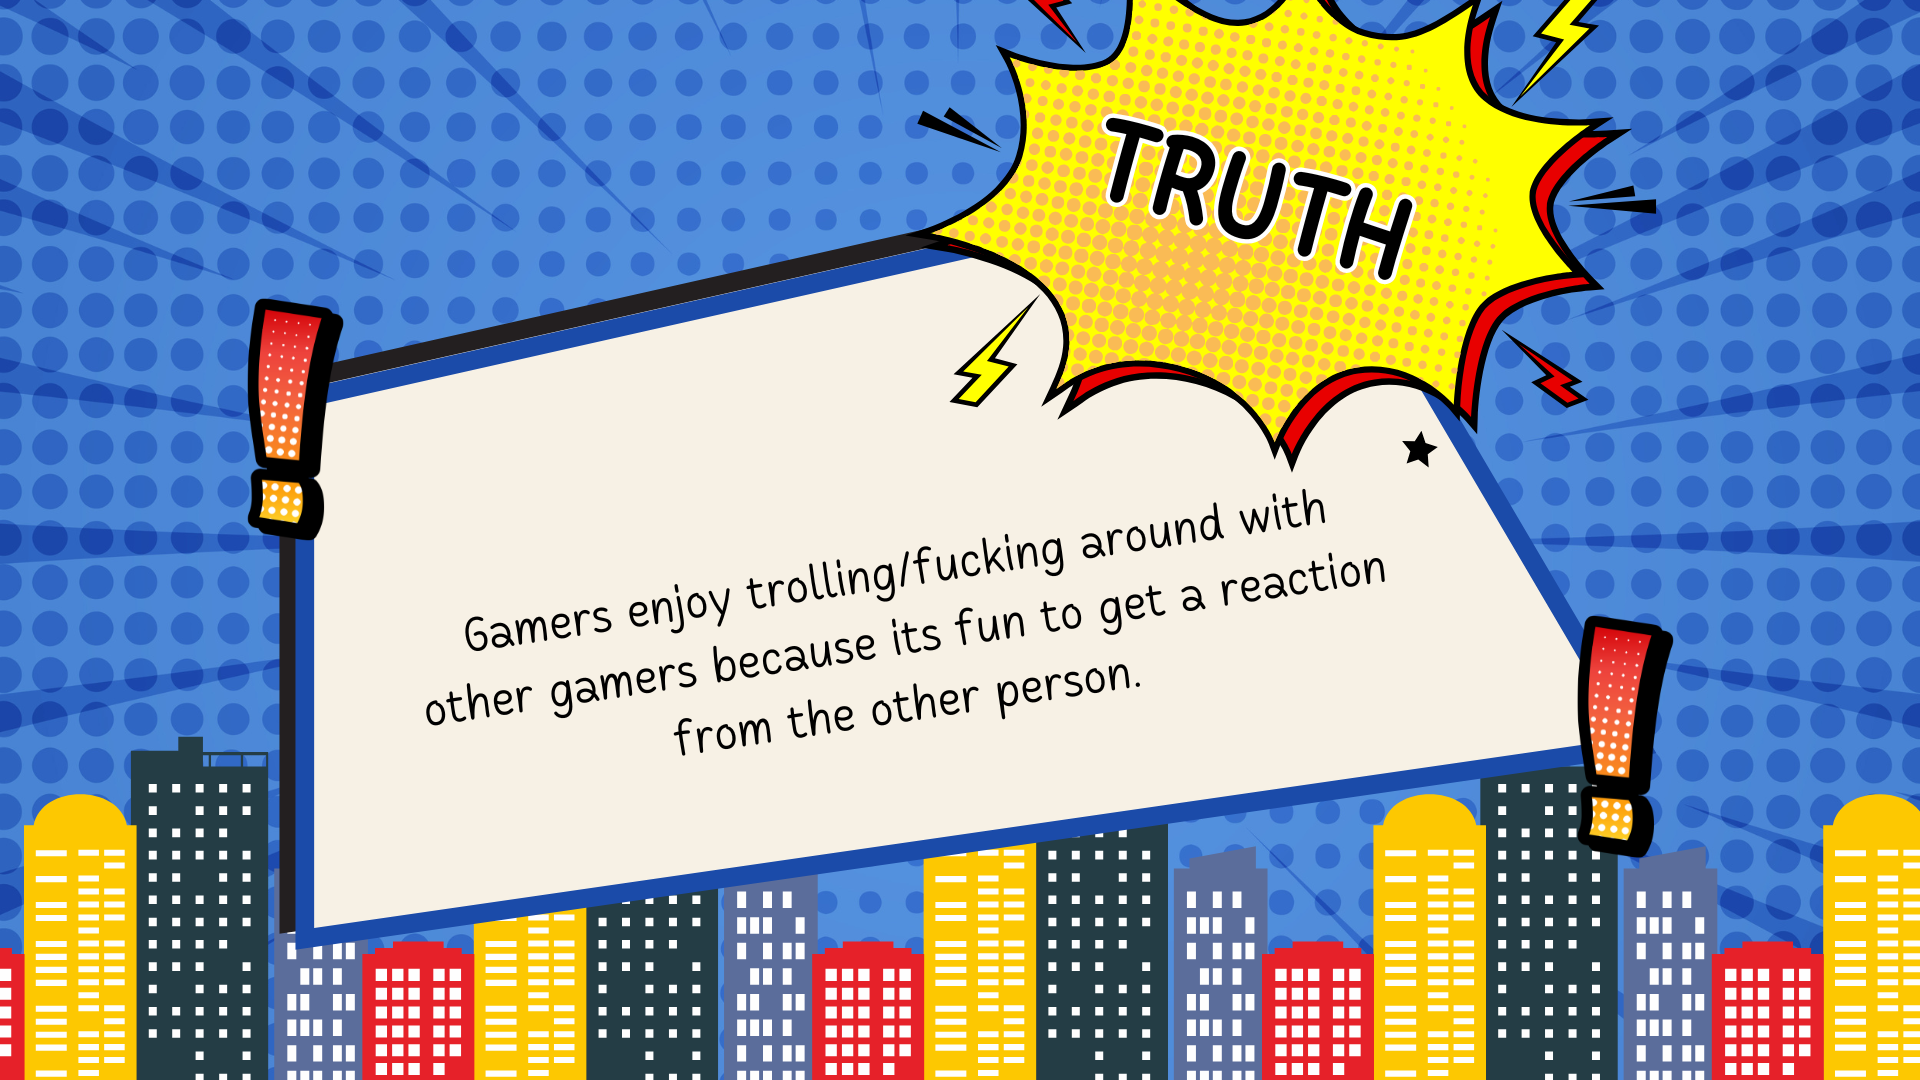 TRUTH
Gamers enjoy trolling/fucking around with
other gamers because its fun to get a reaction
from the other person.